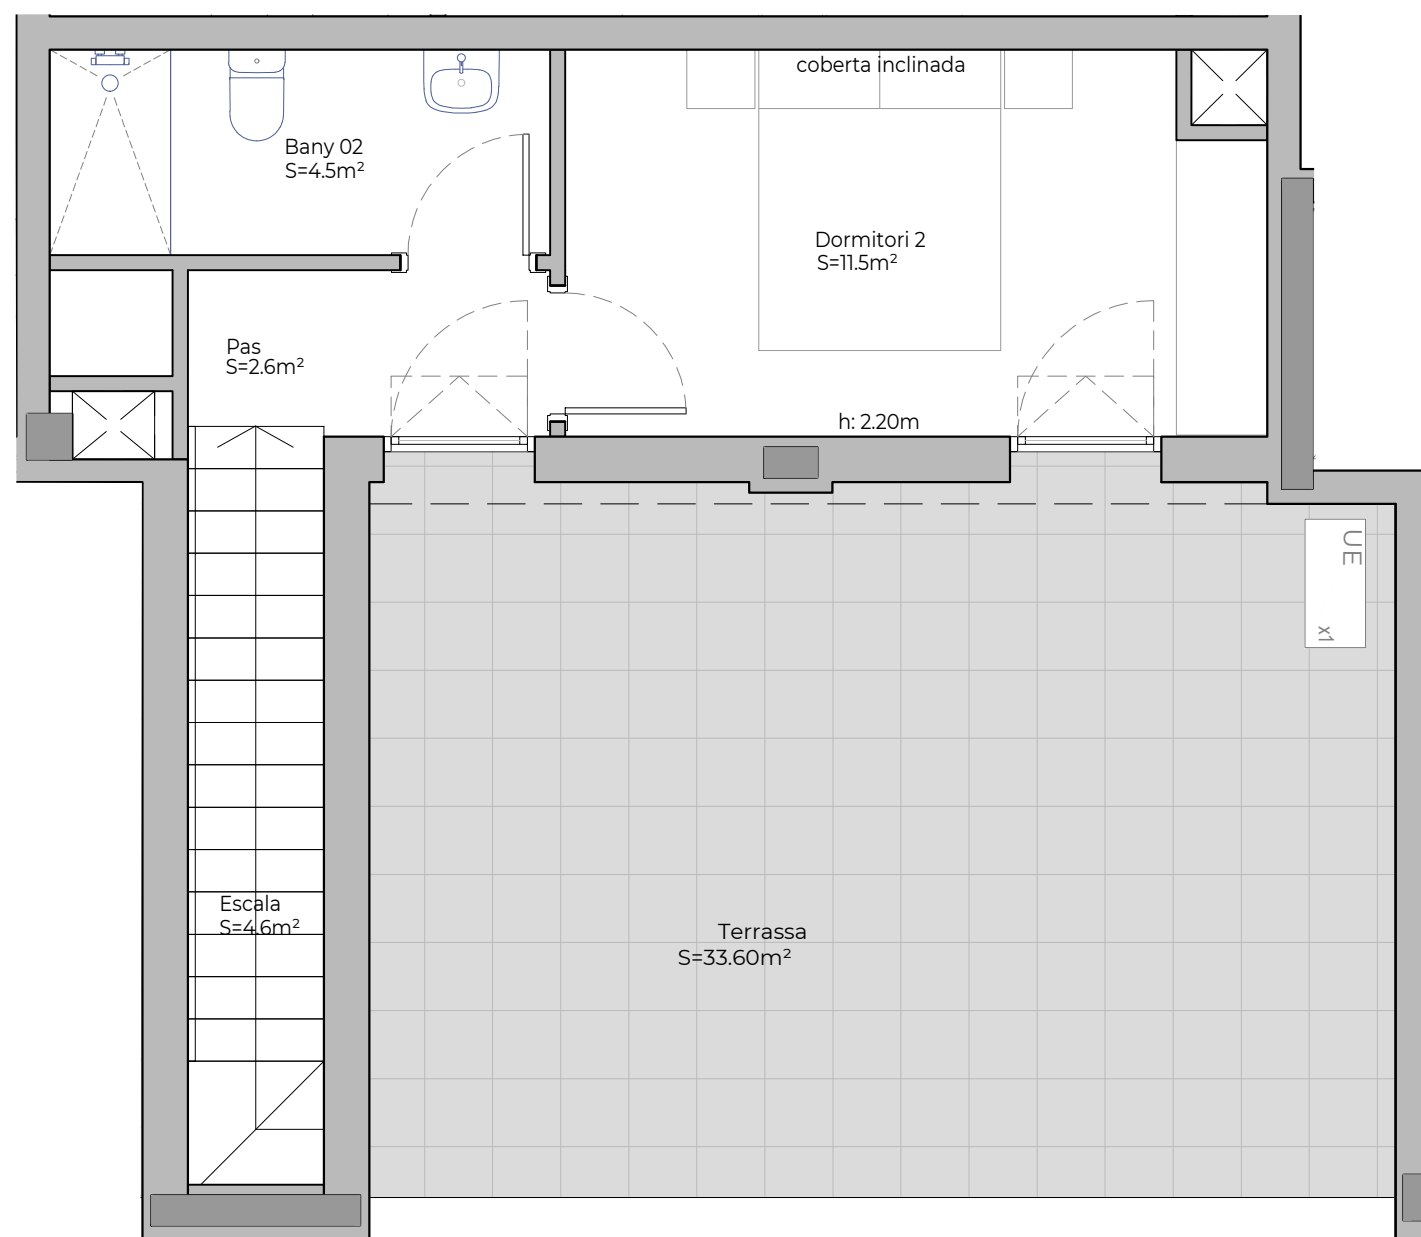 coberta inclinada
Bany 02
S=4.5m²
Dormitori 2
S=11.5m²
Pas
S=2.6m²
h: 2.20m
UE
x1
Escala
S=4.6m²
Terrassa
S=33.60m²